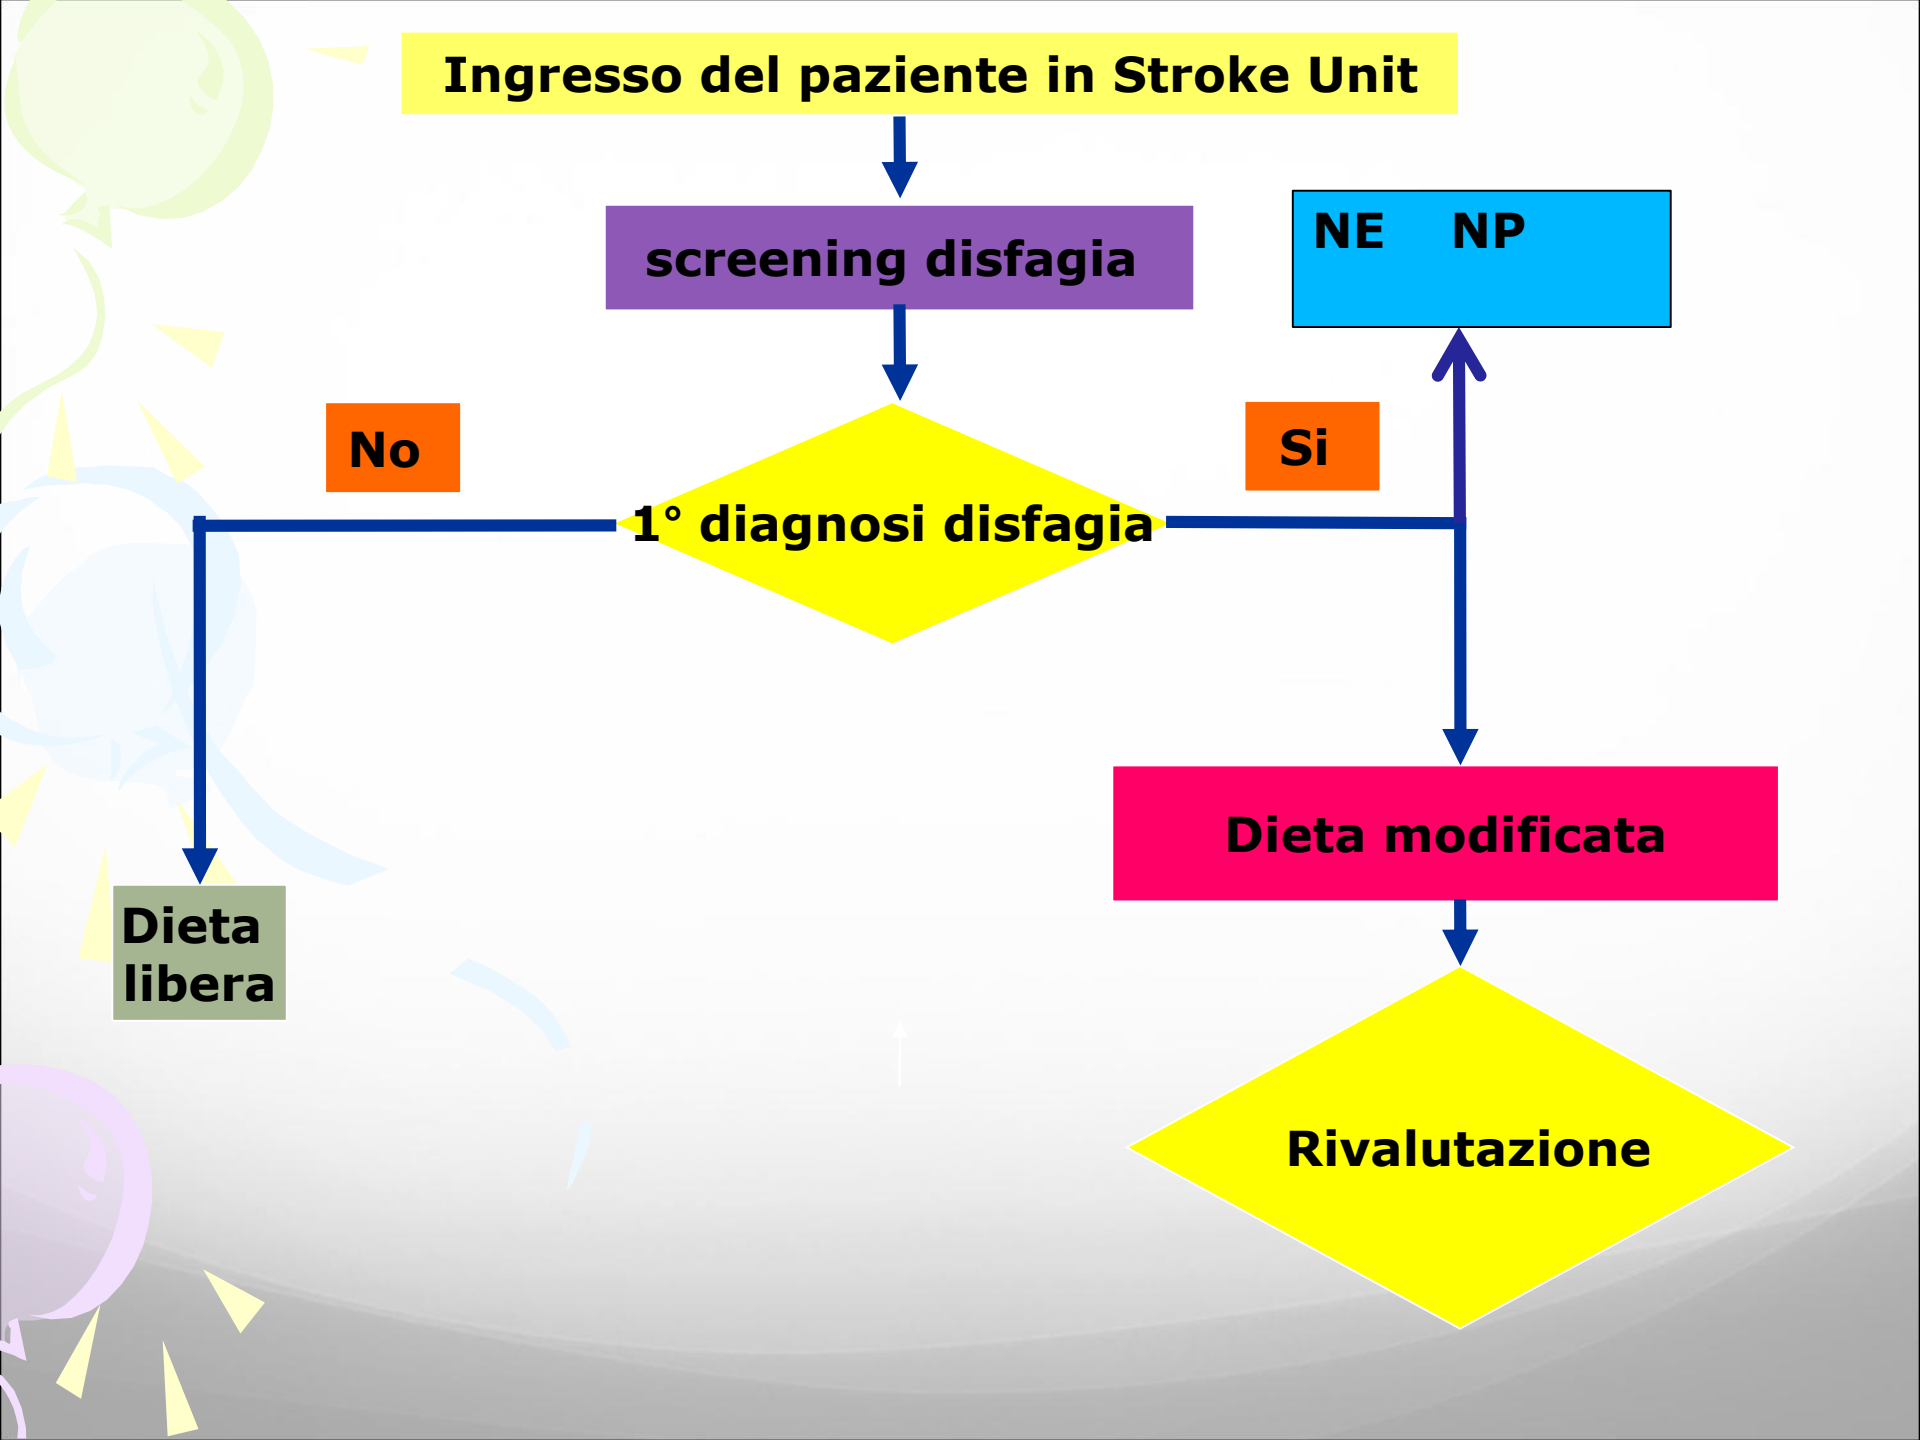 Ingresso del paziente in Stroke Unit
screening disfagia
NE NP
No
Si
1° diagnosi disfagia
Dieta modificata
Dieta
libera
Rivalutazione